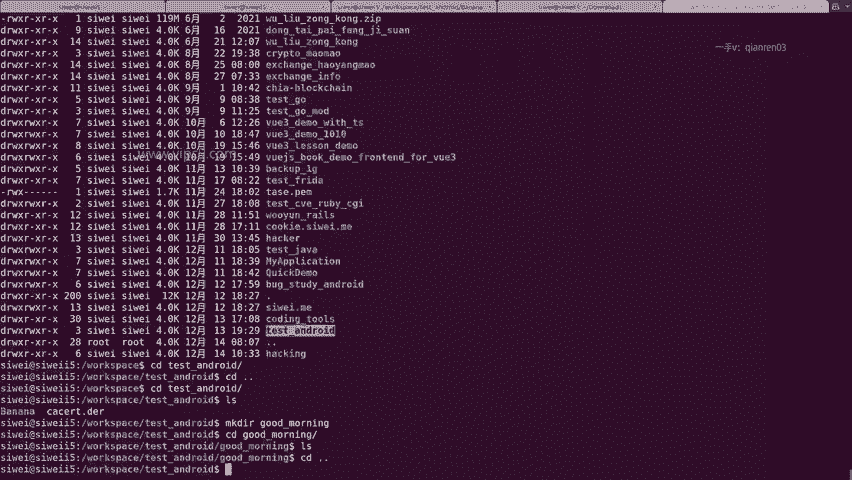 -rwxr-xr-x 1 siwei siwei 119M 6月 2 2021 wu_liu_zong_kong.zip
drwxr-xr-x 9 siwei siwei 4.0K 6月 16 2021 dong_tai_pai_fang_ji_suan
drwxr-xr-x 14 siwei siwei 4.0K 6月 21 12:07 wu_liu_zong_kong
drwxr-xr-x 3 siwei siwei 4.0K 8月 22 19:38 crypto_maomao
drwxr-xr-x 14 siwei siwei 4.0K 8月 25 08:00 exchange_haoyangmao
drwxr-xr-x 14 siwei siwei 4.0K 8月 27 07:33 exchange_info
drwxr-xr-x 11 siwei siwei 4.0K 9月 1 10:42 chia-blockchain
drwxr-xr-x 5 siwei siwei 4.0K 9月 9 08:38 test_go
drwxr-xr-x 3 siwei siwei 4.0K 9月 9 11:25 test_go_mod
drwxrwxr-x 7 siwei siwei 4.0K 10月 6 12:26 vue3_demo_with_ts
drwxrwxr-x 7 siwei siwei 4.0K 10月 10 18:47 vue3_demo_1010
drwxrwxr-x 8 siwei siwei 4.0K 10月 19 15:46 vue3_lesson_demo
drwxrwxr-x 6 siwei siwei 4.0K 10月 19 15:49 vuejs_book_demo_frontend_for_vue3
drwxrwxr-x 5 siwei siwei 4.0K 11月 13 10:39 backup_lg
drwxrwxr-x 7 siwei siwei 4.0K 11月 17 08:22 test_frida
-rwx------ 1 siwei siwei 1.7K 11月 24 18:02 tase.pem
drwxrwxr-x 2 siwei siwei 4.0K 11月 27 18:08 test_cve_ruby_cgi
drwxrwxr-x 12 siwei siwei 4.0K 11月 28 11:51 wooyun_rails
drwxrwxr-x 12 siwei siwei 4.0K 11月 28 17:11 cookie.siwei.me
drwxrwxr-x 13 siwei siwei 4.0K 11月 30 13:45 hacker
drwxrwxr-x 3 siwei siwei 4.0K 12月 11 18:05 test_java
drwxrwxr-x 7 siwei siwei 4.0K 12月 11 18:39 MyApplication
drwxrwxr-x 7 siwei siwei 4.0K 12月 11 18:42 QuickDemo
drwxrwxr-x 6 siwei siwei 4.0K 12月 12 17:59 bug_study_android
drwxr-xr-x 200 siwei siwei 12K 12月 12 18:27 .
drwxrwxr-x 13 siwei siwei 4.0K 12月 12 18:27 siwei.me
drwxr-xr-x 30 siwei siwei 4.0K 12月 13 17:08 coding_tools
drwxrwxr-x 3 siwei siwei 4.0K 12月 13 19:29 test_android
drwxr-xr-x 28 root root 4.0K 12月 14 08:07 ..
drwxr-xr-x 6 siwei siwei 4.0K 12月 14 10:33 hacking
siwei@siweii5:/workspace$ cd test_android/
siwei@siweii5:/workspace/test_android$ cd ..
siwei@siweii5:/workspace$ cd test_android/
siwei@siweii5:/workspace/test_android$ ls
Banana cacert.der
siwei@siweii5:/workspace/test_android$ mkdir good_morning
siwei@siweii5:/workspace/test_android$ cd good_morning/
siwei@siweii5:/workspace/test_android/good_morning$ ls
siwei@siweii5:/workspace/test_android/good_morning$ cd ..
siwei@siweii5:/workspace/test_android$
一手v：qianren03